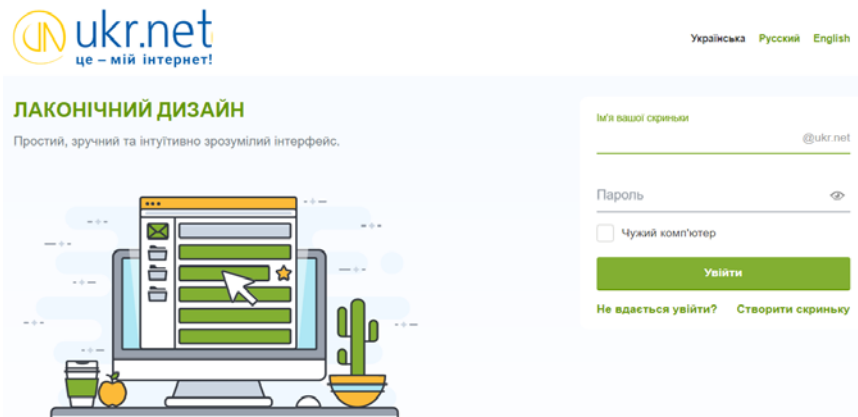 ukr.net
це – мій інтернет!
Українська Русский English
ЛАКОНІЧНИЙ ДИЗАЙН
Простий, зручний та інтуїтивно зрозумілий інтерфейс.
Ім'я вашої скриньки
@ukr.net
Пароль
Чужий комп'ютер
Увійти
Не вдається увійти? Створити скриньку